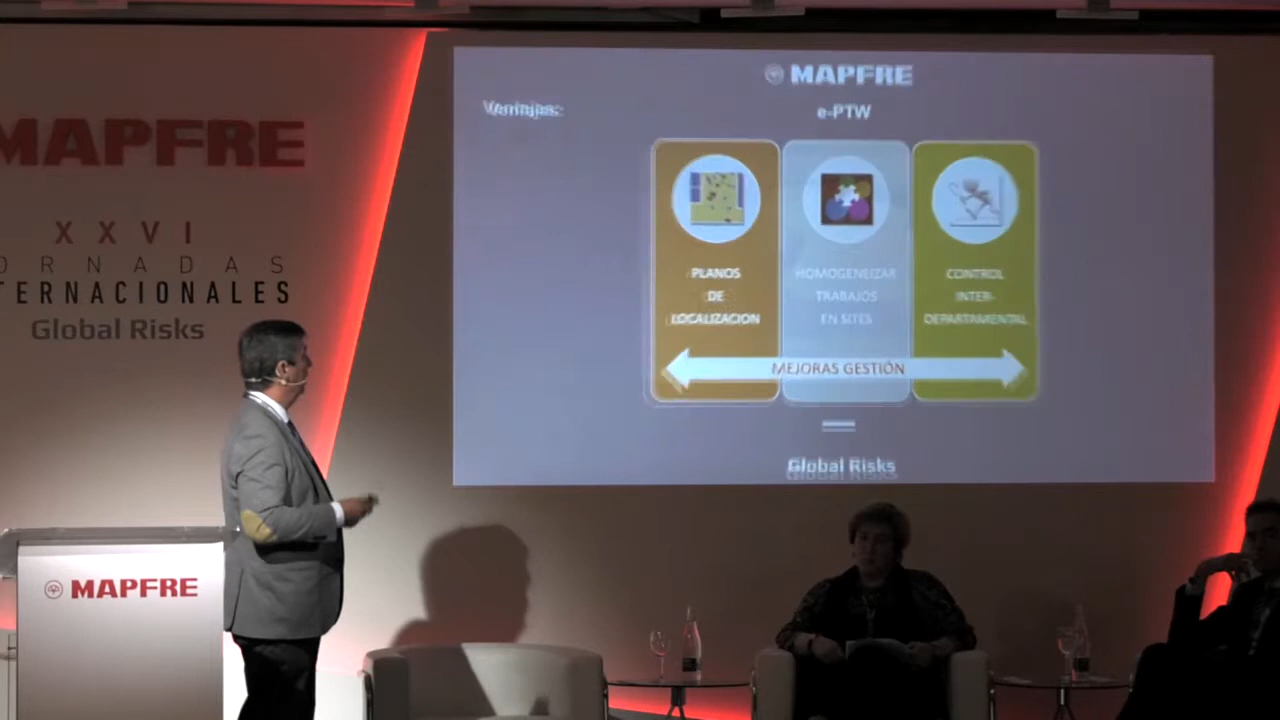 MAPFRE
XXVI
ORNADAS
TERNACIONALES
Global Risks
MAPFRE
MAPFRE
Ventajas:
e-PTW
PLANOS
DE
LOCALIZACION
HOMOGENEIZAR
TRABAJOS
EN SITES
CONTROL
INTER-
DEPARTAMENTAL
MEJORAS GESTIÓN
Global Risks